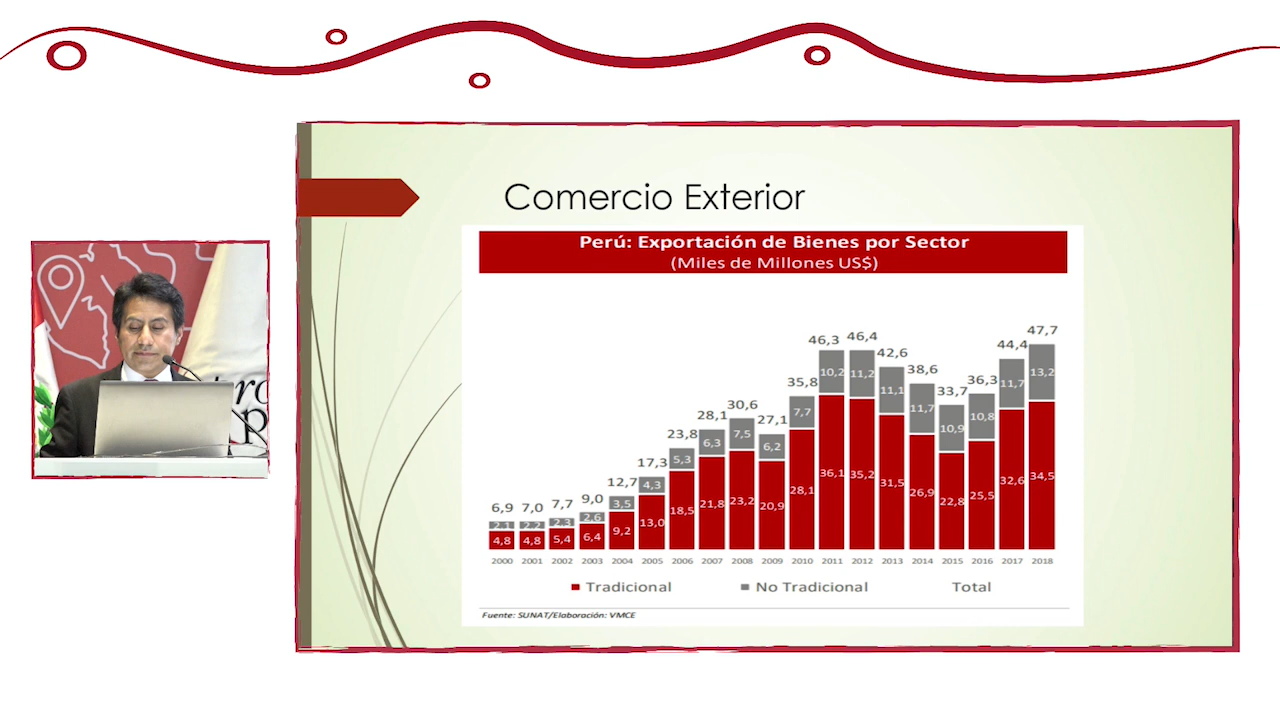 Comercio Exterior
Perú: Exportación de Bienes por Sector
(Miles de Millones US$)
6,9 7,0 7,7 9,0 12,7 17,3 23,8 28,1 30,6 27,1 35,8 46,3 46,4 42,6 38,6 33,7 36,3 44,4 47,7
2,1 2,2 2,3 2,6 3,5 4,3 5,3 6,3 7,5 6,2 7,7 10,2 11,2 11,1 11,7 10,9 10,8 11,7 13,2
4,8 4,8 5,4 6,4 9,2 13,0 18,5 21,8 23,2 20,9 28,1 36,1 35,2 31,5 26,9 22,8 25,5 32,6 34,5
2000 2001 2002 2003 2004 2005 2006 2007 2008 2009 2010 2011 2012 2013 2014 2015 2016 2017 2018
Tradicional No Tradicional Total
Fuente: SUNAT/Elaboración: VMCE